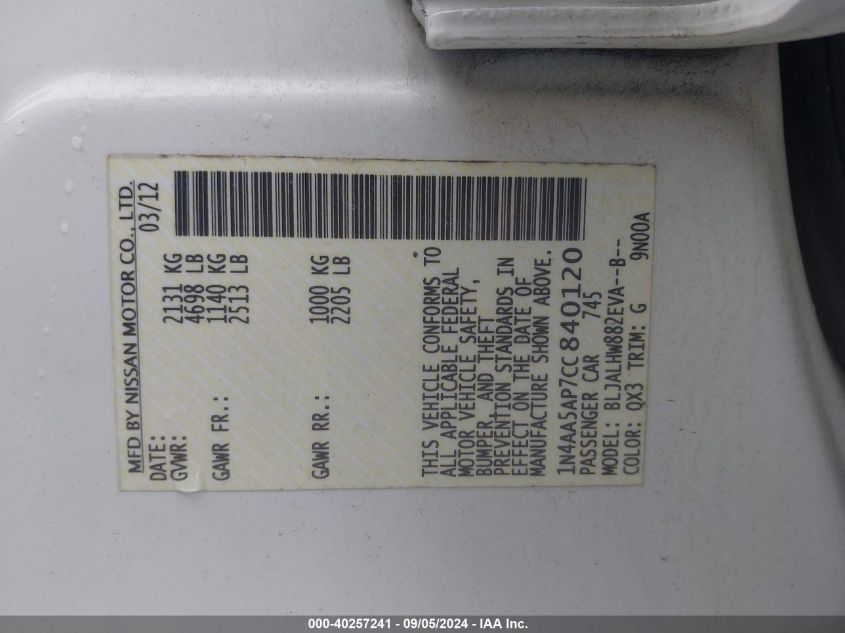 MFD BY NISSAN MOTOR CO., LTD.
DATE: 03/12
GVWR: 2131 KG
4698 LB
GAWR FR.: 1140 KG
2513 LB
GAWR RR.: 1000 KG
2205 LB
THIS VEHICLE CONFORMS TO
ALL APPLICABLE FEDERAL
MOTOR VEHICLE SAFETY,
BUMPER, AND THEFT
PREVENTION STANDARDS IN
EFFECT ON THE DATE OF
MANUFACTURE SHOWN ABOVE.
1N4AA5AP7CC840120
PASSENGER CAR 745
MODEL: BLJALHW882EVA--B--
COLOR: QX3 TRIM: G 9N00A
000-40257241 - 09/05/2024 - IAA Inc.